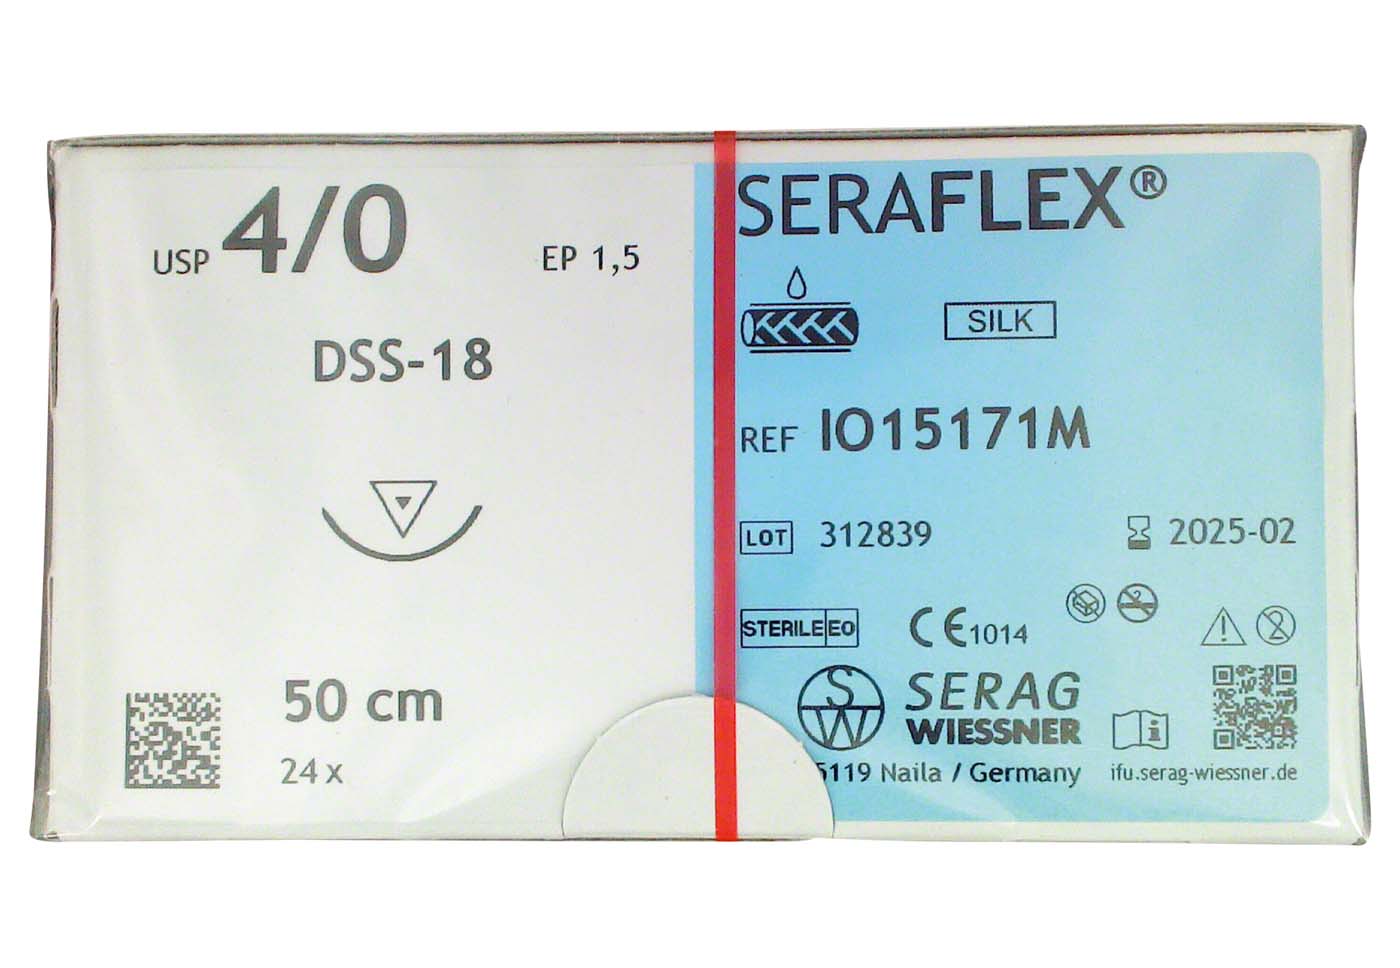 USP 4/0 EP 1,5
DSS-18
50 cm
24 x
SERAFLEX®
SILK
REF IO15171M
LOT 312839 2025-02
STERILE EO CE 1014
SW SERAG
WIESSNER
5119 Naila / Germany ifu.serag-wiessner.de